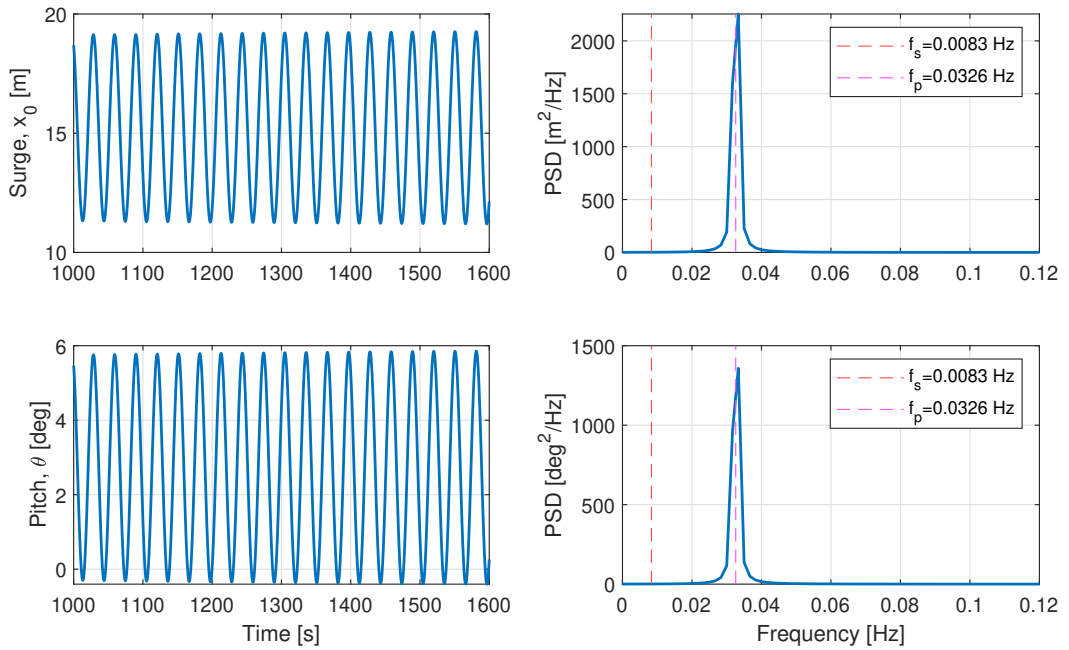 20
15
10
Surge, x_0 [m]
1000 1100 1200 1300 1400 1500 1600
2000
1500
1000
500
0
PSD [m^2/Hz]
f_s=0.0083 Hz
f_p=0.0326 Hz
0 0.02 0.04 0.06 0.08 0.1 0.12
6
4
2
0
Pitch, θ [deg]
1000 1100 1200 1300 1400 1500 1600
Time [s]
1500
1000
500
0
PSD [deg^2/Hz]
f_s=0.0083 Hz
f_p=0.0326 Hz
0 0.02 0.04 0.06 0.08 0.1 0.12
Frequency [Hz]